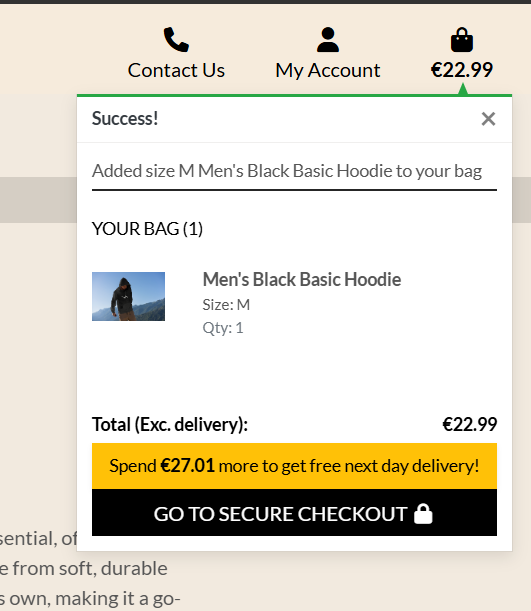 Contact Us
My Account
€22.99
Success!
×
Added size M Men's Black Basic Hoodie to your bag
YOUR BAG (1)
Men's Black Basic Hoodie
Size: M
Qty: 1
Total (Exc. delivery): €22.99
Spend €27.01 more to get free next day delivery!
GO TO SECURE CHECKOUT
sential, of
e from soft, durable
s own, making it a go-